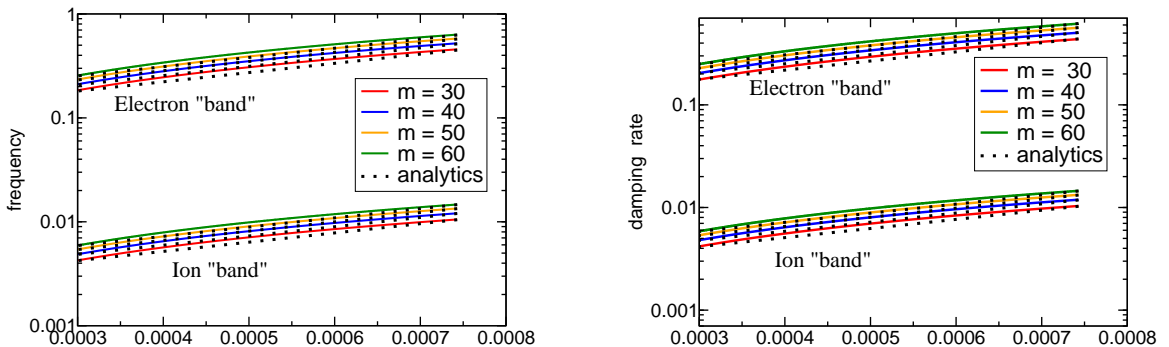 1
0.1
0.01
0.001
frequency
Electron "band"
m = 30
m = 40
m = 50
m = 60
analytics
Ion "band"
0.0003 0.0004 0.0005 0.0006 0.0007 0.0008
0.1
0.01
0.001
damping rate
Electron "band"
m = 30
m = 40
m = 50
m = 60
analytics
Ion "band"
0.0003 0.0004 0.0005 0.0006 0.0007 0.0008